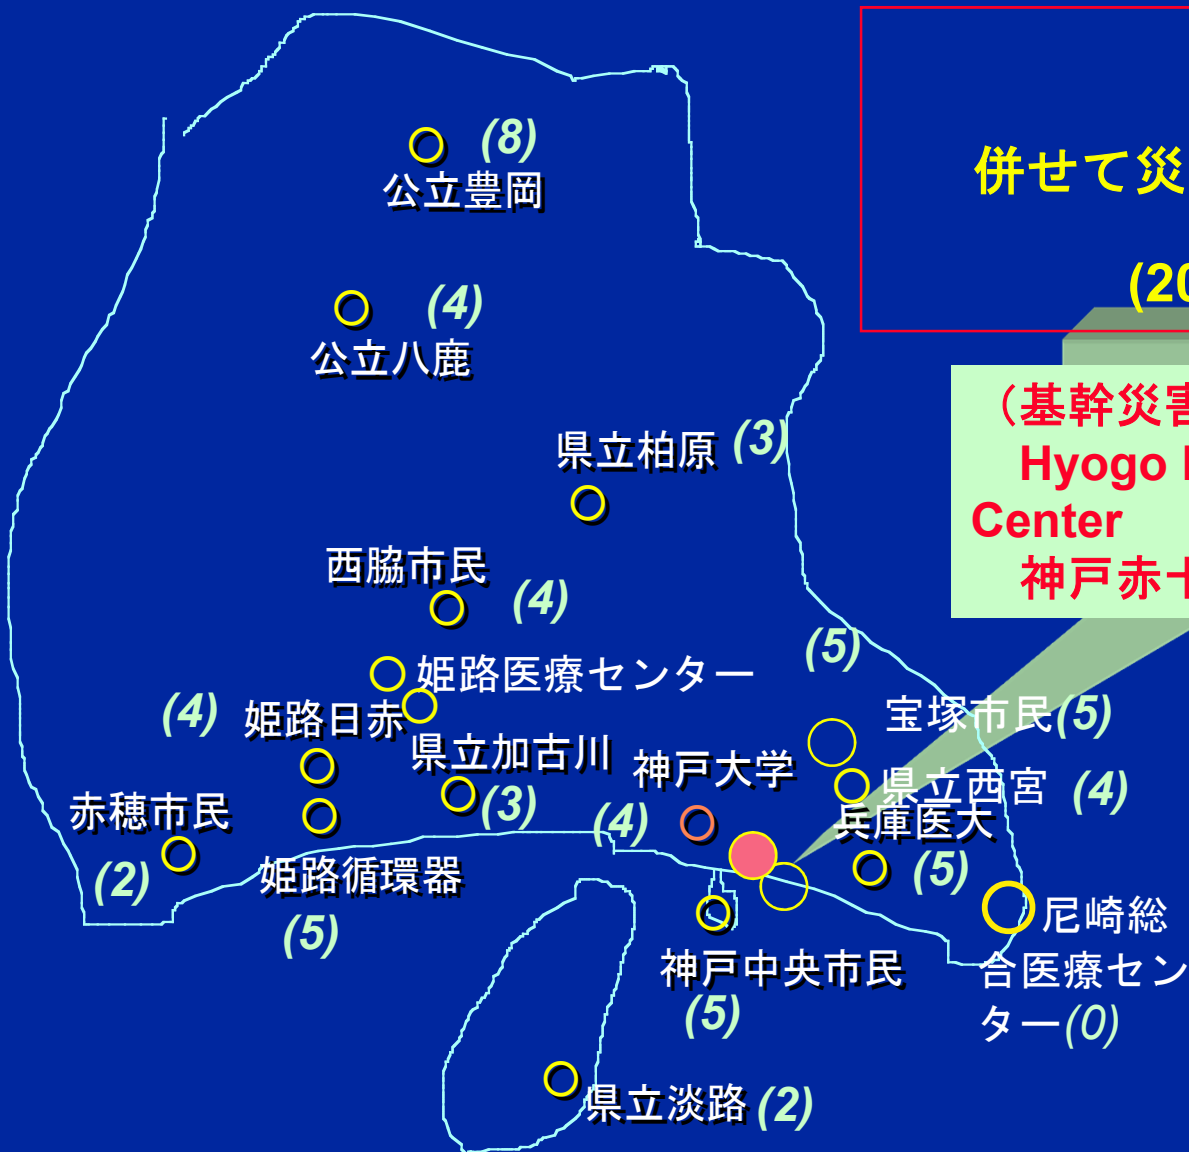 併せて災
(20
(8)
公立豊岡
(4)
公立八鹿
（基幹災害
Hyogo
Center
神戸赤十
県立柏原 (3)
西脇市民
(4)
(5)
姫路医療センター
(4)
姫路日赤
宝塚市民(5)
県立加古川
(3)
神戸大学
(4)
県立西宮 (4)
兵庫医大
(5)
赤穂市民
(2)
姫路循環器
(5)
尼崎総
合医療セン
ター(0)
神戸中央市民
(5)
県立淡路 (2)